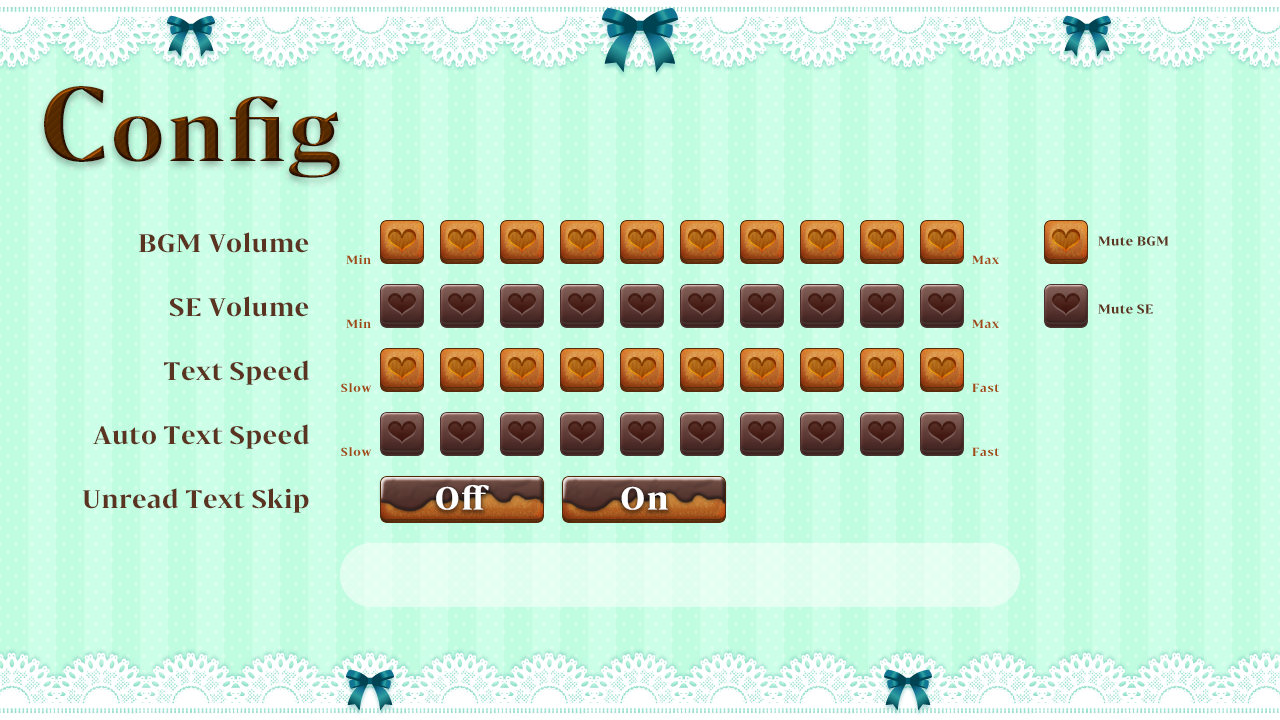 Config
BGM Volume Min Max Mute BGM
SE Volume Min Max Mute SE
Text Speed Slow Fast
Auto Text Speed Slow Fast
Unread Text Skip Off On